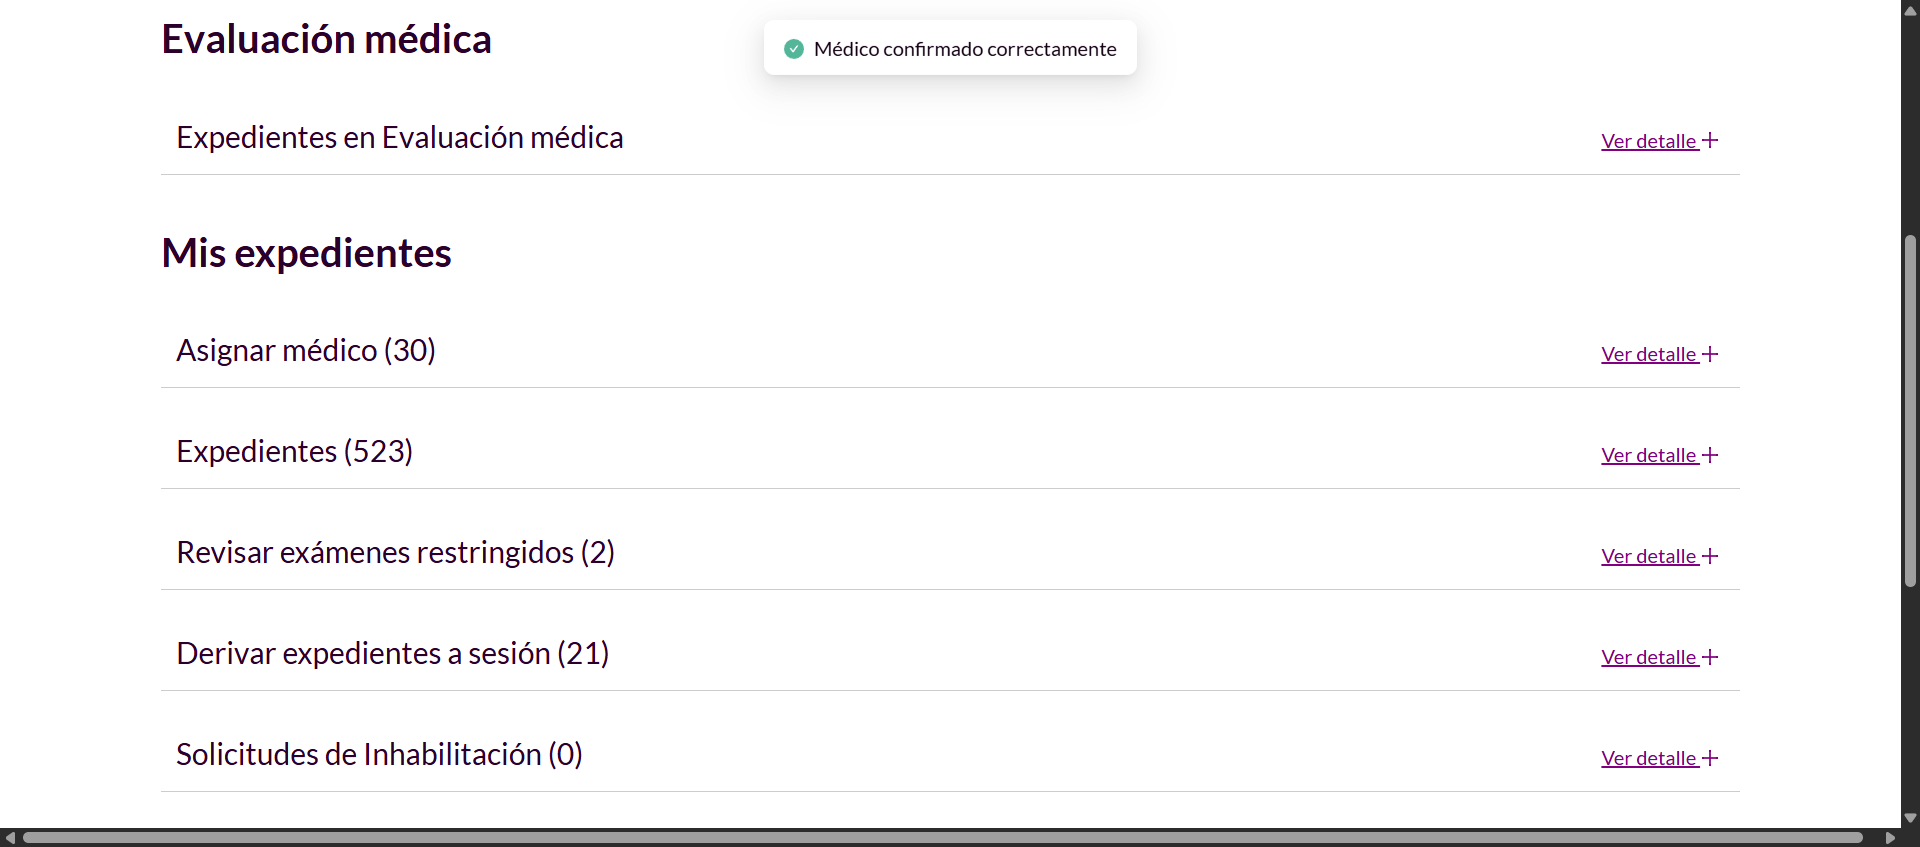 Evaluación médica
Médico confirmado correctamente
Expedientes en Evaluación médica
Ver detalle
Mis expedientes
Asignar médico (30)
Ver detalle
Expedientes (523)
Ver detalle
Revisar exámenes restringidos (2)
Ver detalle
Derivar expedientes a sesión (21)
Ver detalle
Solicitudes de Inhabilitación (0)
Ver detalle